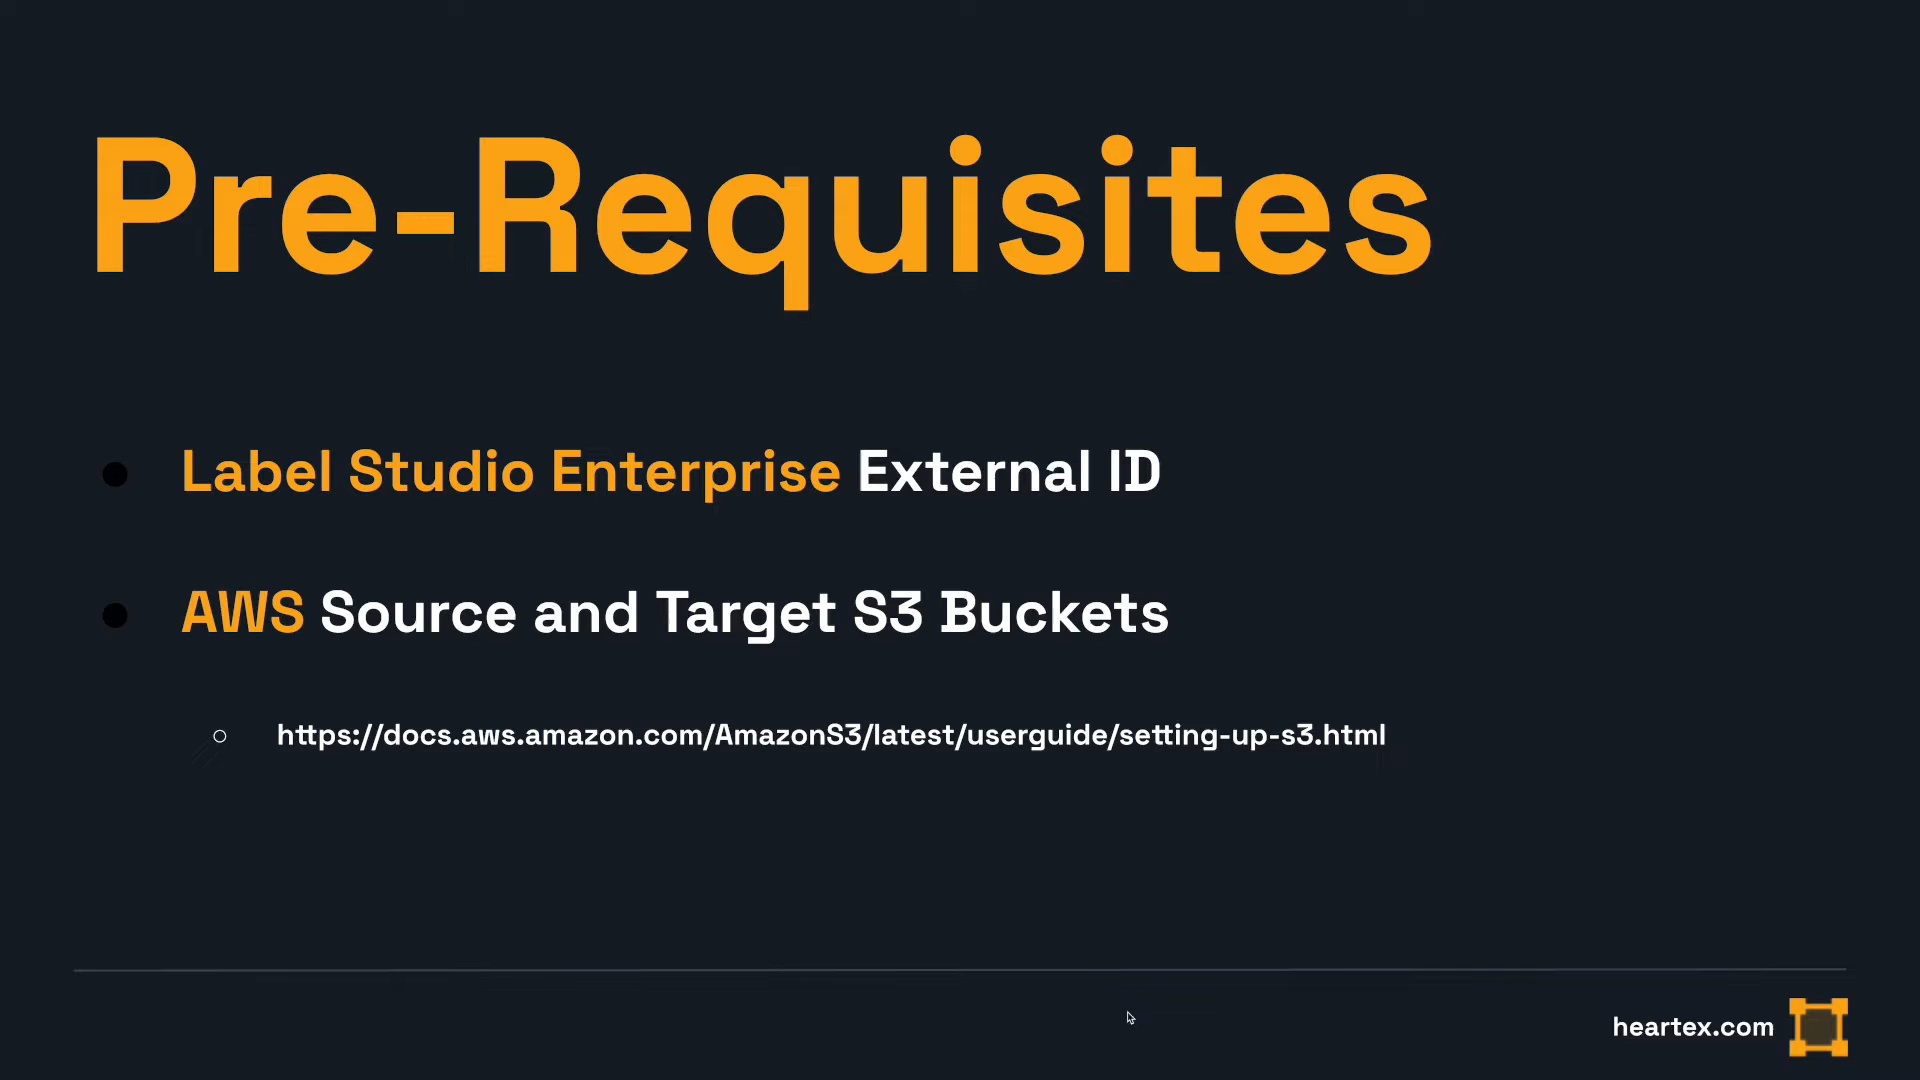 Pre-Requisites
Label Studio Enterprise External ID
AWS Source and Target S3 Buckets
https://docs.aws.amazon.com/AmazonS3/latest/userguide/setting-up-s3.html
heartex.com